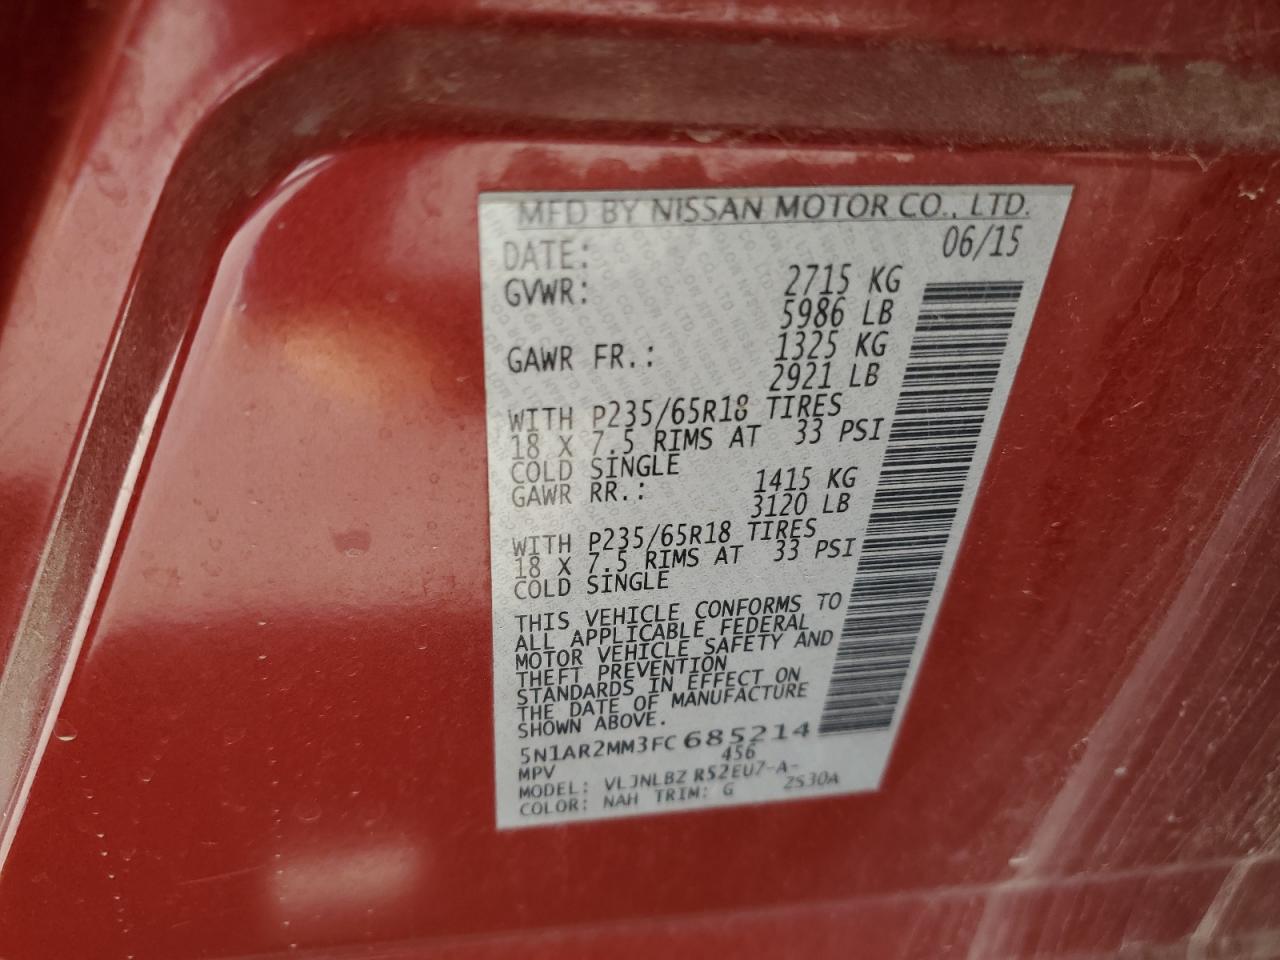 MFD BY NISSAN MOTOR CO., LTD.
DATE: 06/15
GVWR: 2715 KG
5986 LB
GAWR FR.: 1325 KG
2921 LB
WITH P235/65R18 TIRES
18 X 7.5 RIMS AT 33 PSI
COLD SINGLE
GAWR RR.: 1415 KG
3120 LB
WITH P235/65R18 TIRES
18 X 7.5 RIMS AT 33 PSI
COLD SINGLE
THIS VEHICLE CONFORMS TO
ALL APPLICABLE FEDERAL
MOTOR VEHICLE SAFETY AND
THEFT PREVENTION
STANDARDS IN EFFECT ON
THE DATE OF MANUFACTURE
SHOWN ABOVE.
5N1AR2MM3FC685214
MPV 456
MODEL: VLJNLBZ R52EU7-A-
COLOR: NAH TRIM: G 2S30A